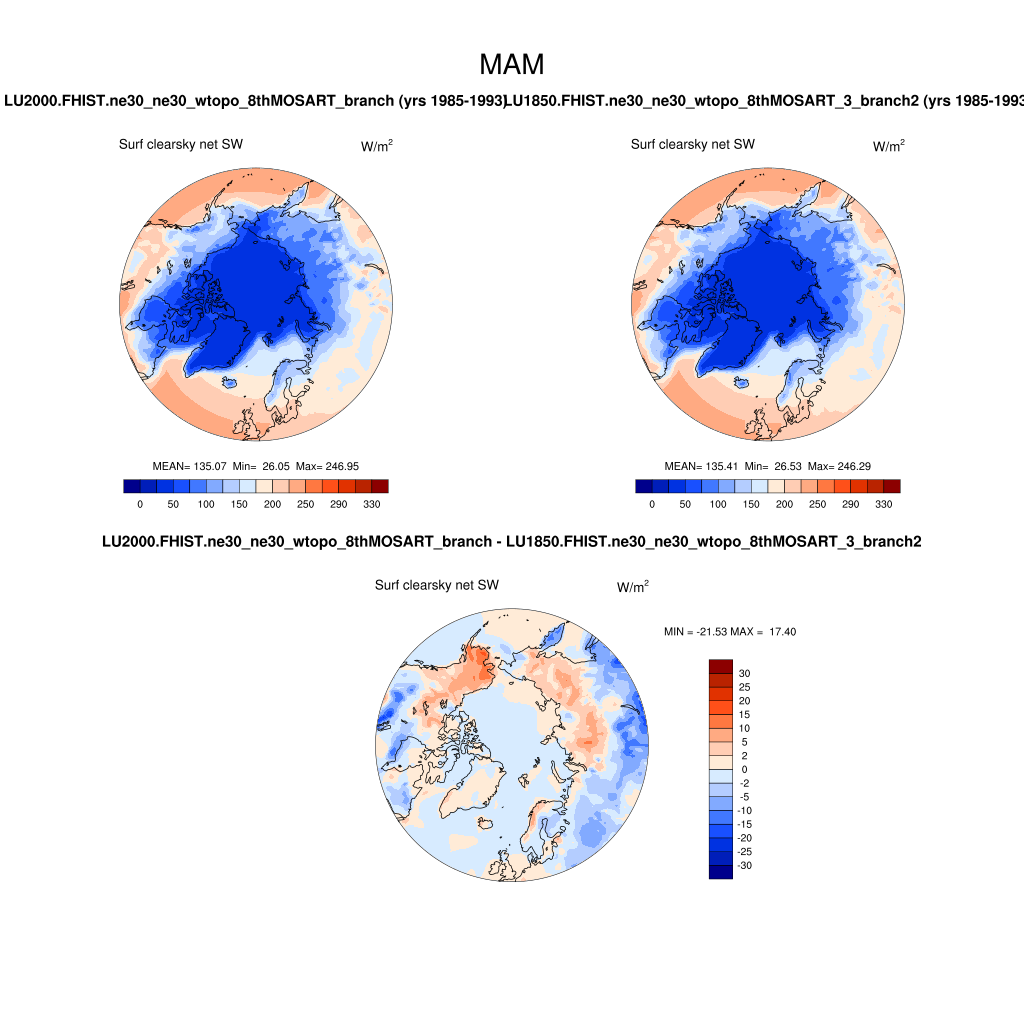 MAM
LU2000.FHIST.ne30_ne30_wtopo_8thMOSART_branch (yrs 1985-1993)
LU1850.FHIST.ne30_ne30_wtopo_8thMOSART_3_branch2 (yrs 1985-1993
Surf clearsky net SW W/m²
Surf clearsky net SW W/m²
MEAN= 135.07 Min= 26.05 Max= 246.95
MEAN= 135.41 Min= 26.53 Max= 246.29
0 50 100 150 200 250 290 330
0 50 100 150 200 250 290 330
LU2000.FHIST.ne30_ne30_wtopo_8thMOSART_branch - LU1850.FHIST.ne30_ne30_wtopo_8thMOSART_3_branch2
Surf clearsky net SW W/m²
MIN = -21.53 MAX = 17.40
30
25
20
15
10
5
2
0
-2
-5
-10
-15
-20
-25
-30